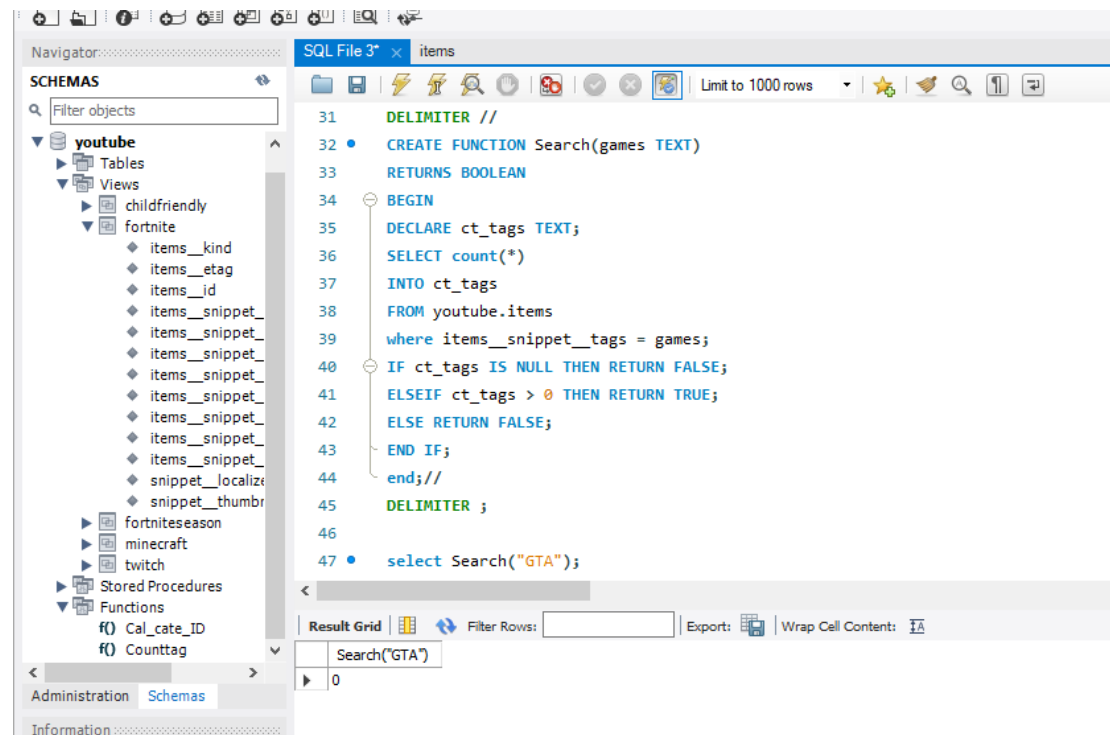 Navigator
SQL File 3*
items
SCHEMAS
Limit to 1000 rows
Filter objects
youtube
Tables
Views
childfriendly
fortnite
items__kind
items__etag
items__id
items__snippet_
items__snippet_
items__snippet_
items__snippet_
items__snippet_
items__snippet_
items__snippet_
items__snippet_
snippet__localize
snippet__thumbr
fortniteseason
minecraft
twitch
Stored Procedures
Functions
f() Cal_cate_ID
f() Counttag
Administration Schemas
Information
31 DELIMITER //
32 CREATE FUNCTION Search(games TEXT)
33 RETURNS BOOLEAN
34 BEGIN
35 DECLARE ct_tags TEXT;
36 SELECT count(*)
37 INTO ct_tags
38 FROM youtube.items
39 where items__snippet__tags = games;
40 IF ct_tags IS NULL THEN RETURN FALSE;
41 ELSEIF ct_tags > 0 THEN RETURN TRUE;
42 ELSE RETURN FALSE;
43 END IF;
44 end;//
45 DELIMITER ;
46
47 select Search("GTA");
Result Grid Filter Rows: Export: Wrap Cell Content: IA
Search("GTA")
0